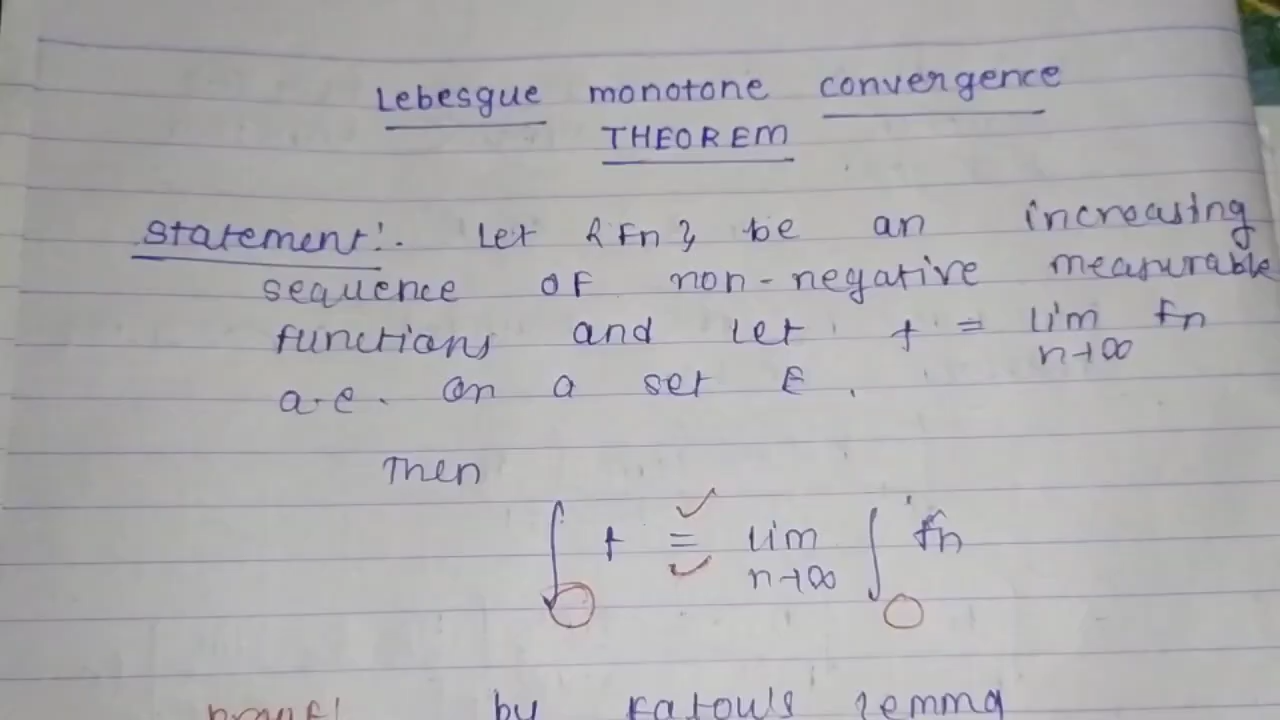 Lebesgue monotone convergence
THEOREM
Statement:. Let {fn} be an increasing
sequence of non-negative measurable
functions and let f = lim fn
n→∞
a.e. on a set E.
Then
∫ f = lim ∫ fn
n→∞
proof: by Fatou's Lemma